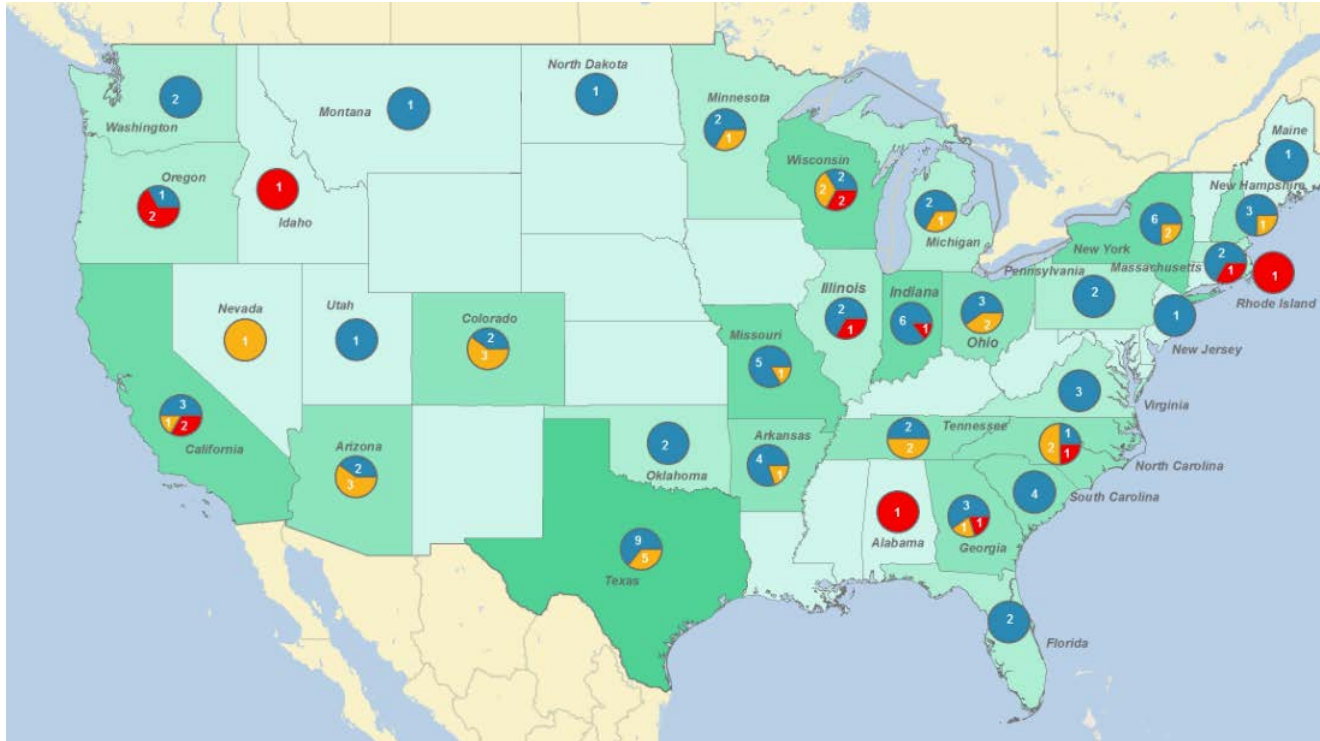 North Dakota
1
Montana
1
2
Washington
Minnesota
2
1
Maine
1
Oregon
1
2
1
Idaho
Wisconsin
2
2
2
2
1
Michigan
New Hampshire
3
1
6
2
New York
Pennsylvania
2
Massachusetts
2
1
1
Rhode Island
Nevada
1
Utah
1
Colorado
2
3
Illinois
2
1
Indiana
6
1
3
2
Ohio
1
New Jersey
Missouri
5
1
3
Virginia
3
1
2
California
Arizona
2
3
2
Oklahoma
Arkansas
4
1
2
2
Tennessee
1
2
1
North Carolina
4
South Carolina
1
Alabama
3
1
1
Georgia
9
5
Texas
2
Florida